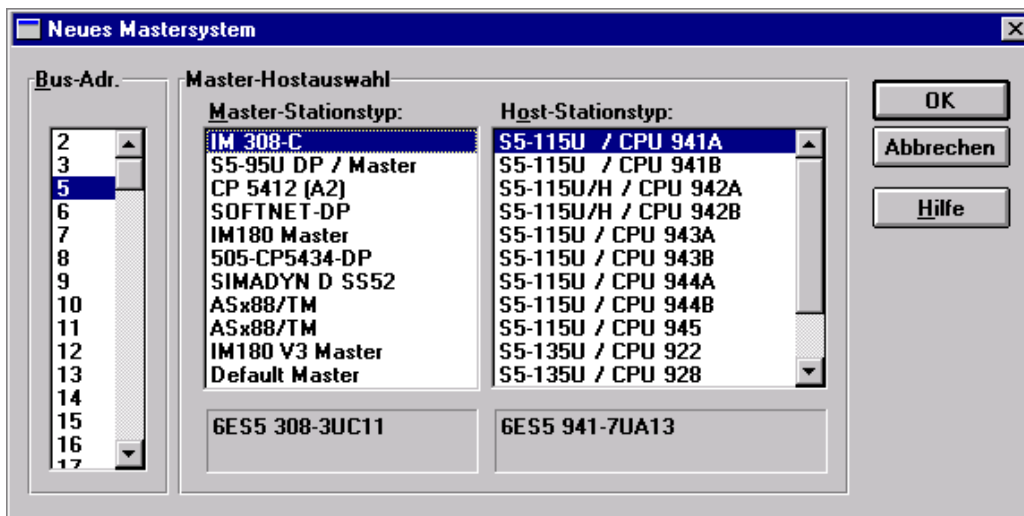 Neues Mastersystem
Bus-Adr.
2
3
5
6
7
8
9
10
11
12
13
14
15
16
17
Master-Hostauswahl
Master-Stationstyp:
IM 308-C
S5-95U DP / Master
CP 5412 (A2)
SOFTNET-DP
IM180 Master
505-CP5434-DP
SIMADYN D SS52
ASx88/TM
ASx88/TM
IM180 V3 Master
Default Master
6ES5 308-3UC11
Host-Stationstyp:
S5-115U / CPU 941A
S5-115U / CPU 941B
S5-115U/H / CPU 942A
S5-115U/H / CPU 942B
S5-115U / CPU 943A
S5-115U / CPU 943B
S5-115U / CPU 944A
S5-115U / CPU 944B
S5-115U / CPU 945
S5-135U / CPU 922
S5-135U / CPU 928
6ES5 941-7UA13
OK
Abbrechen
Hilfe